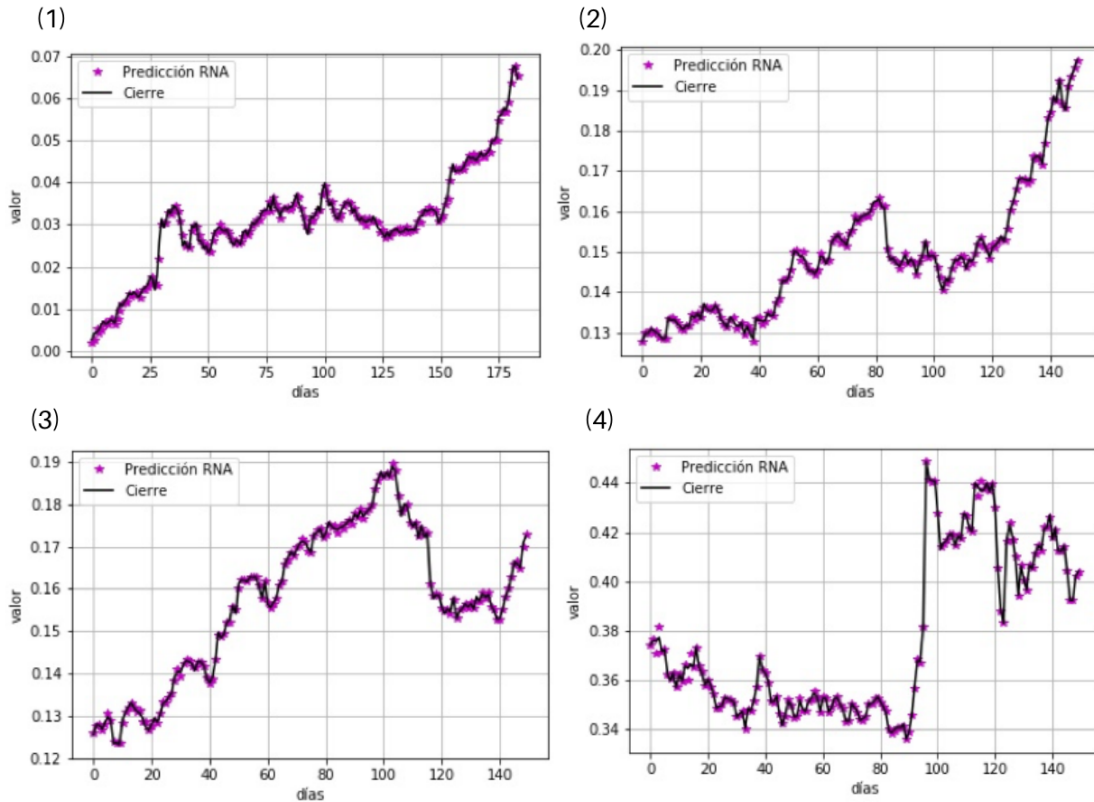 (1)
0.07
0.06
0.05
0.04
0.03
0.02
0.01
0.00
valor
Predicción RNA
Cierre
0 25 50 75 100 125 150 175
días
(2)
0.20
0.19
0.18
0.17
0.16
0.15
0.14
0.13
valor
Predicción RNA
Cierre
0 20 40 60 80 100 120 140
días
(3)
0.19
0.18
0.17
0.16
0.15
0.14
0.13
0.12
valor
Predicción RNA
Cierre
0 20 40 60 80 100 120 140
días
(4)
0.44
0.42
0.40
0.38
0.36
0.34
valor
Predicción RNA
Cierre
0 20 40 60 80 100 120 140
días